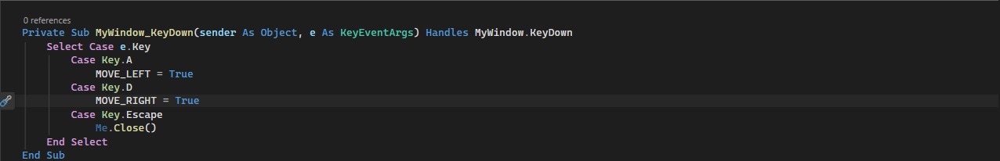 0 references
Private Sub MyWindow_KeyDown(sender As Object, e As KeyEventArgs) Handles MyWindow.KeyDown
Select Case e.Key
Case Key.A
MOVE_LEFT = True
Case Key.D
MOVE_RIGHT = True
Case Key.Escape
Me.Close()
End Select
End Sub